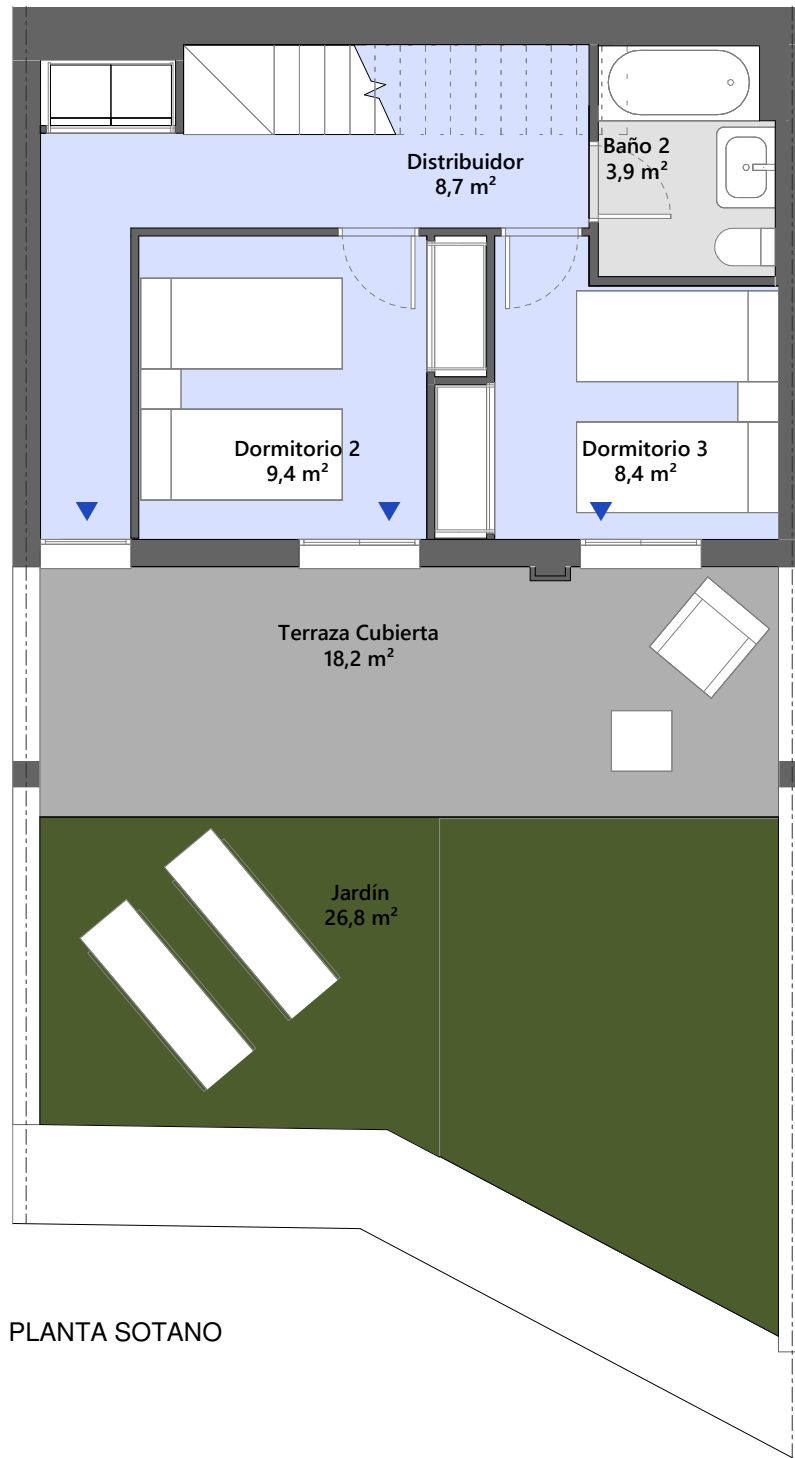 Distribuidor
8,7 m²
Baño 2
3,9 m²
Dormitorio 2
9,4 m²
Dormitorio 3
8,4 m²
Terraza Cubierta
18,2 m²
Jardín
26,8 m²
PLANTA SOTANO